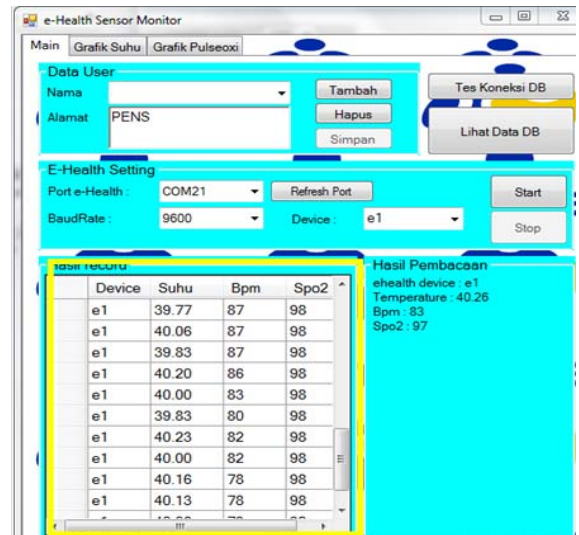 e-Health Sensor Monitor
Main Grafik Suhu Grafik Pulseoxi
Data User
Nama
Tambah
Tes Koneksi DB
Alamat PENS
Hapus
Simpan
Lihat Data DB
E-Health Setting
Port e-Health : COM21 Refresh Port Start
BaudRate : 9600 Device : e1 Stop
Hasil record
Device Suhu Bpm Spo2
e1 39.77 87 98
e1 40.06 87 98
e1 39.83 87 98
e1 40.20 86 98
e1 40.00 83 98
e1 39.83 80 98
e1 40.23 82 98
e1 40.00 82 98
e1 40.16 78 98
e1 40.13 78 98
Hasil Pembacaan
ehealth device : e1
Temperature : 40.26
Bpm : 83
Spo2 : 97